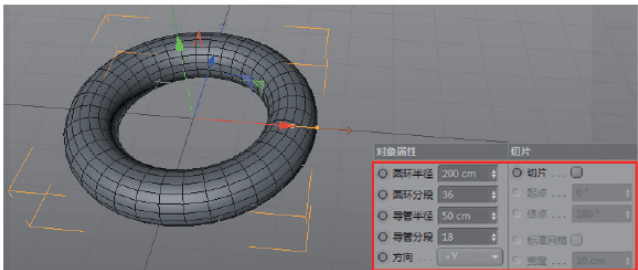 对象属性 切片
圆环半径 200 cm 切片 . . .
圆环分段 36 起点 . . . 0 °
导管半径 50 cm 终点 . . . 180 °
导管分段 18 标准网格
方向 . . . +Y 宽度 . . . 10 cm